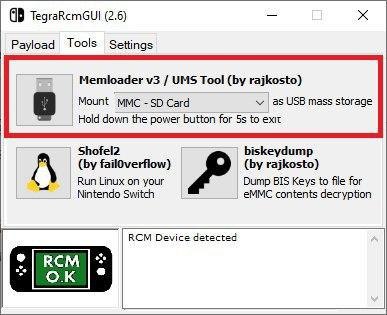 TegraRcmGUI (2.6)
Payload Tools Settings
Memloader v3 / UMS Tool (by rajkosto)
Mount MMC - SD Card as USB mass storage
Hold down the power button for 5s to exit
Shofel2
(by fail0verflow)
Run Linux on your
Nintendo Switch
biskeydump
(by rajkosto)
Dump BIS Keys to file for
eMMC contents decryption
RCM
O.K
RCM Device detected